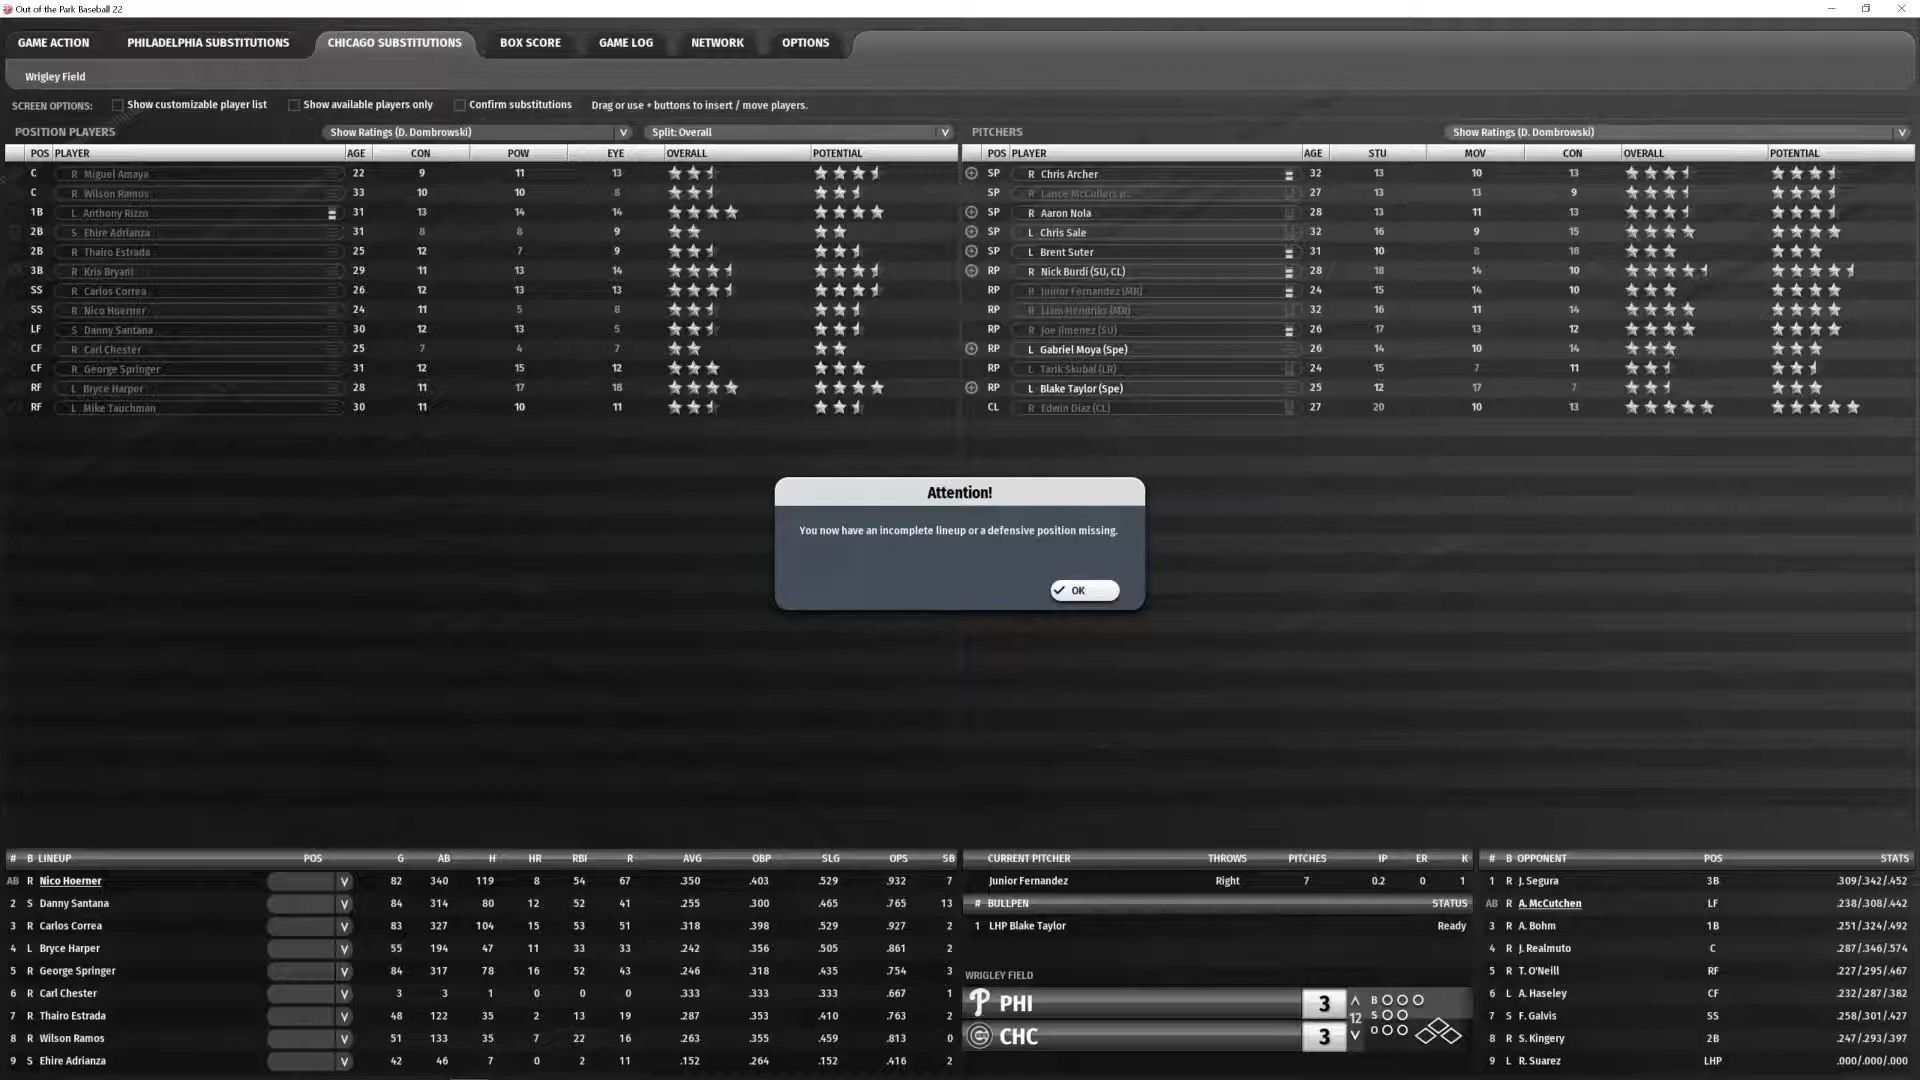 Out of the Park Baseball 22
GAME ACTION PHILADELPHIA SUBSTITUTIONS CHICAGO SUBSTITUTIONS BOX SCORE GAME LOG NETWORK OPTIONS
Wrigley Field
SCREEN OPTIONS: Show customizable player list Show available players only Confirm substitutions Drag or use + buttons to insert / move players.
POSITION PLAYERS Show Ratings (D. Dombrowski) Split: Overall PITCHERS Show Ratings (D. Dombrowski)
POS PLAYER AGE CON POW EYE OVERALL POTENTIAL POS PLAYER AGE STU MOV CON OVERALL POTENTIAL
C R Miguel Amaya 22 9 11 13 SP R Chris Archer 32 13 10 13
C R Wilson Ramos 33 10 10 8 SP R Lance McCullers 27 13 13 9
1B L Anthony Rizzo 31 13 14 14 SP R Aaron Nola 28 13 11 13
2B S Ehire Adrianza 31 8 8 9 SP L Chris Sale 32 16 9 15
2B R Thairo Estrada 25 12 7 9 SP L Brent Suter 31 10 8 18
3B R Kris Bryant 29 11 13 14 RP R Nick Burdi (SU, CL) 28 18 14 10
SS R Carlos Correa 26 12 13 13 RP R Junior Fernandez (MR) 24 15 14 10
SS R Nico Hoerner 24 11 5 8 RP R Liam Hendriks (MR) 32 16 11 14
LF S Danny Santana 30 12 13 5 RP R Joe Jimenez (SU) 26 17 13 12
CF R Carl Chester 25 7 4 7 RP L Gabriel Moya (Spe) 26 14 10 14
CF R George Springer 31 12 15 12 RP L Tarik Skubal (LR) 24 15 7 11
RF L Bryce Harper 28 11 17 18 RP L Blake Taylor (Spe) 25 12 17 7
RF L Mike Tauchman 30 11 10 11 CL R Edwin Diaz (CL) 27 20 10 13
Attention!
You now have an incomplete lineup or a defensive position missing.
OK
# B LINEUP POS G AB H HR RBI R AVG OBP SLG OPS SB CURRENT PITCHER THROWS PITCHES IP ER K # B OPPONENT POS STATS
AB R Nico Hoerner V 82 340 119 8 54 67 .350 .403 .529 .932 7 Junior Fernandez Right 7 0.2 0 1 1 R J. Segura 3B .309/.342/.452
2 S Danny Santana V 84 314 80 12 52 41 .255 .300 .465 .765 13 # BULLPEN STATUS AB R A. McCutchen LF .238/.308/.442
3 R Carlos Correa V 83 327 104 15 53 51 .318 .398 .529 .927 2 1 LHP Blake Taylor Ready 3 R A. Bohm 1B .251/.324/.492
4 L Bryce Harper V 55 194 47 11 33 33 .242 .356 .505 .861 2 4 R J. Realmuto C .287/.346/.574
5 R George Springer V 84 317 78 16 52 43 .246 .318 .435 .754 3 WRIGLEY FIELD 5 R T. O'Neill RF .227/.295/.467
6 R Carl Chester V 3 3 1 0 0 0 .333 .333 .333 .667 1 PHI 3 B 6 L A. Haseley CF .232/.287/.382
7 R Thairo Estrada V 48 122 35 2 13 19 .287 .353 .410 .763 2 12 S 7 S F. Galvis SS .258/.301/.427
8 R Wilson Ramos V 51 133 35 7 22 16 .263 .355 .459 .813 0 CHC 3 O 8 R S. Kingery 2B .247/.293/.397
9 S Ehire Adrianza V 42 46 7 0 2 11 .152 .264 .152 .416 2 9 L R. Suarez LHP .000/.000/.000